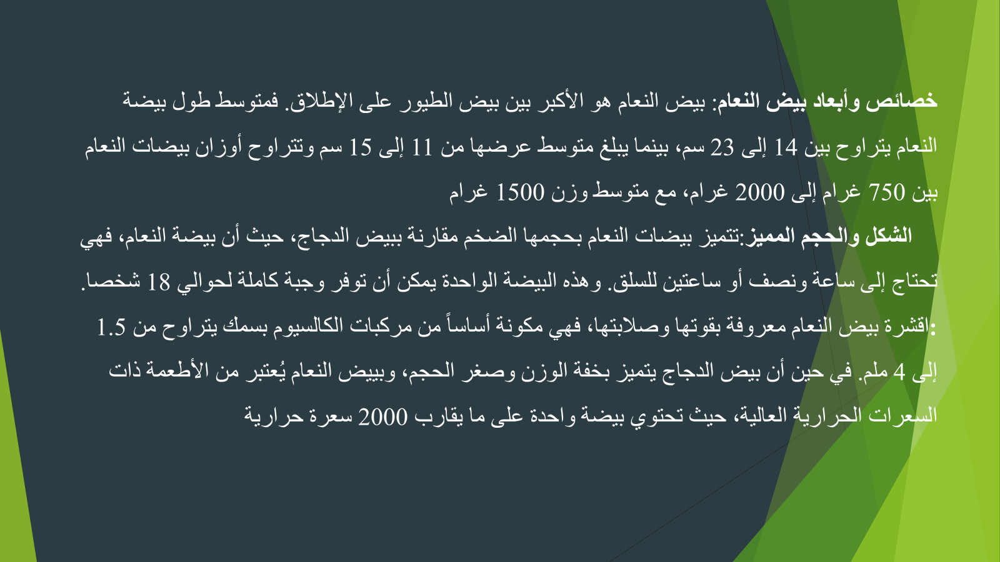 خصائص وأبعاد بيض النعام: بيض النعام هو الأكبر بين بيض الطيور على الإطلاق. فمتوسط طول بيضة
النعام يتراوح بين 14 إلى 23 سم، بينما يبلغ متوسط عرضها من 11 إلى 15 سم وتتراوح أوزان بيضات النعام
بين 750 غرام إلى 2000 غرام، مع متوسط وزن 1500 غرام
الشكل والحجم المميز:تتميز بيضات النعام بحجمها الضخم مقارنة ببيض الدجاج، حيث أن بيضة النعام، فهي
تحتاج إلى ساعة ونصف أو ساعتين للسلق. وهذه البيضة الواحدة يمكن أن توفر وجبة كاملة لحوالي 18 شخصا.
:اقشرة بيض النعام معروفة بقوتها وصلابتها، فهي مكونة أساساً من مركبات الكالسيوم بسمك يتراوح من 1.5
إلى 4 ملم. في حين أن بيض الدجاج يتميز بخفة الوزن وصغر الحجم، وبييض النعام يُعتبر من الأطعمة ذات
السعرات الحرارية العالية، حيث تحتوي بيضة واحدة على ما يقارب 2000 سعرة حرارية